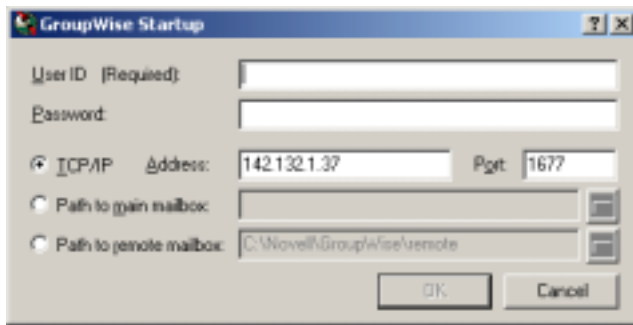 GroupWise Startup
User ID (Required):
Password:
TCP/IP Address: 142.132.1.37 Port: 1677
Path to main mailbox:
Path to remote mailbox: C:\Novell\GroupWise\remote
OK Cancel